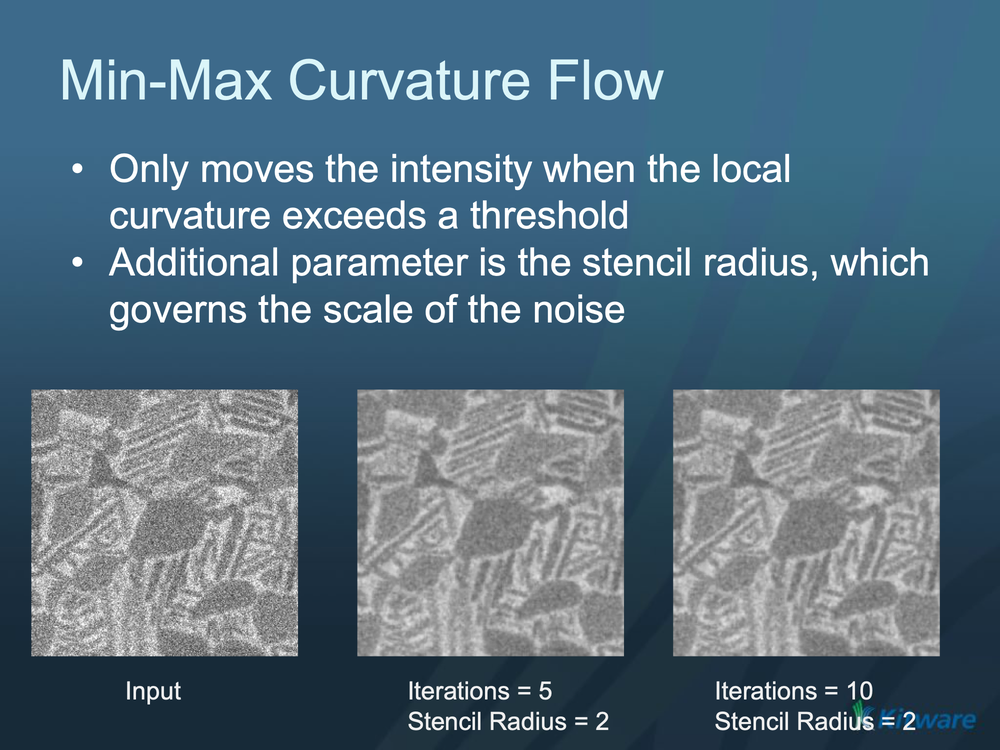 Min-Max Curvature Flow
• Only moves the intensity when the local
curvature exceeds a threshold
• Additional parameter is the stencil radius, which
governs the scale of the noise
Input
Iterations = 5
Stencil Radius = 2
Iterations = 10
Stencil Radius = 2
Kitware